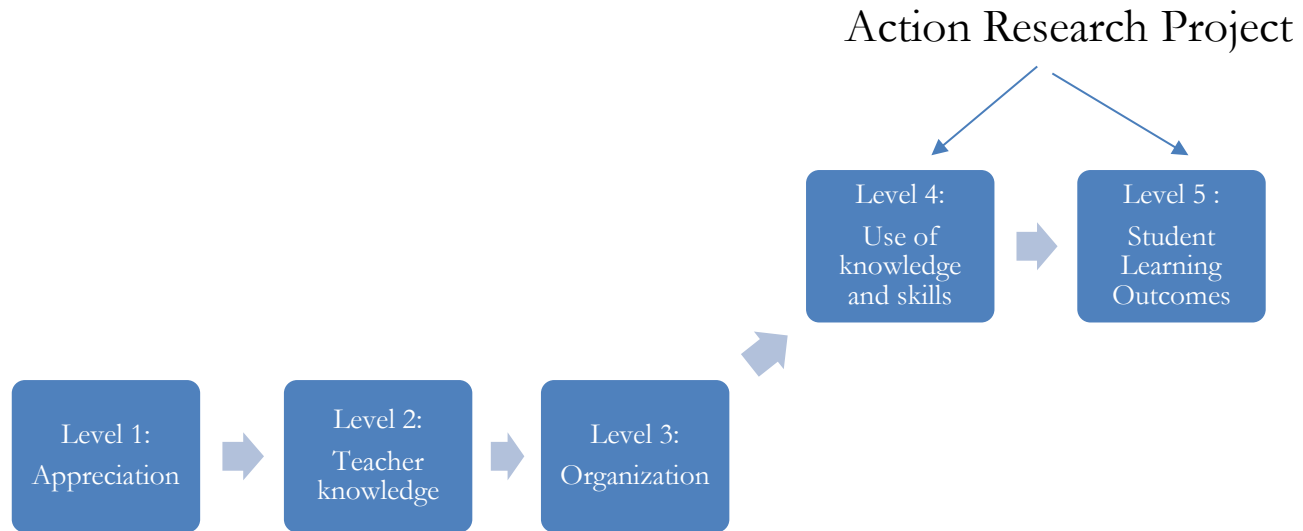 Action Research Project
Level 4:
Use of
knowledge
and skills
Level 5 :
Student
Learning
Outcomes
Level 1:
Appreciation
Level 2:
Teacher
knowledge
Level 3:
Organization